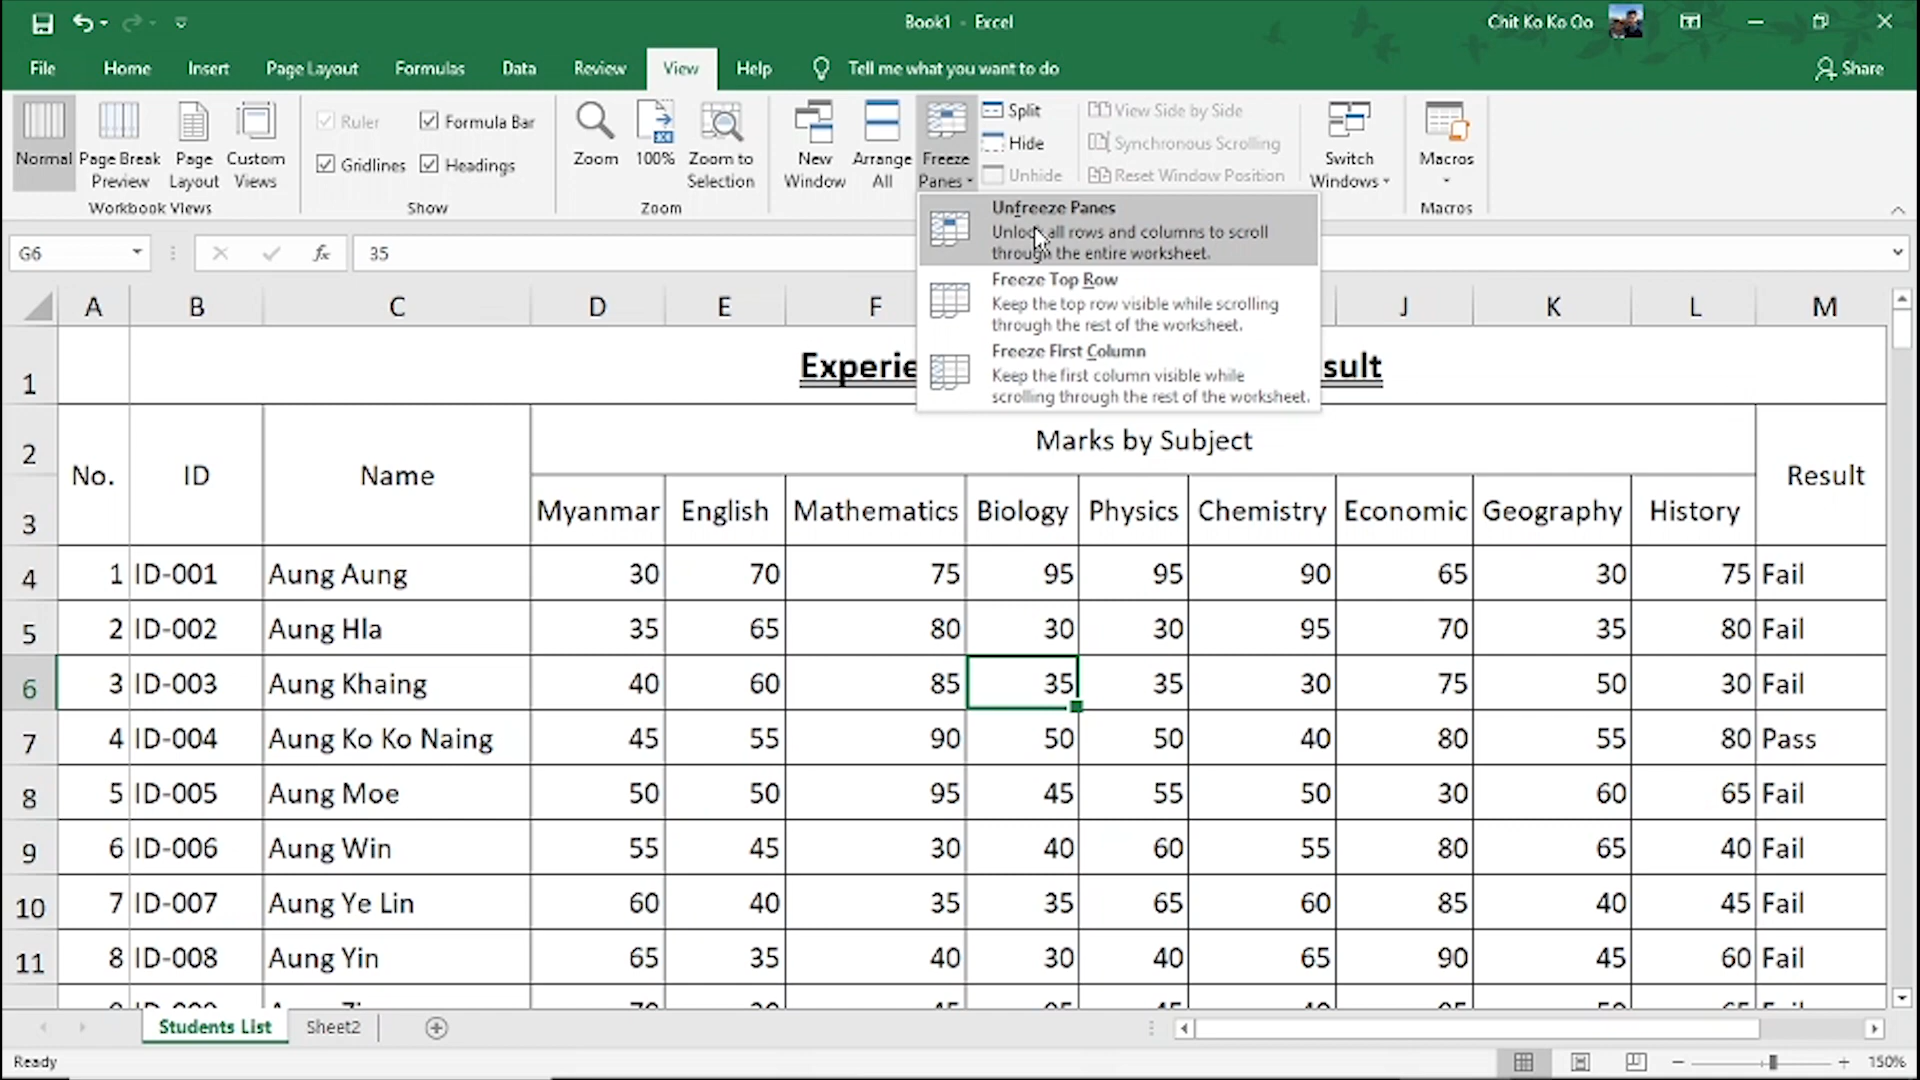 Book1 - Excel
Chit Ko Ko Oo
File Home Insert Page Layout Formulas Data Review View Help Tell me what you want to do Share
Normal Page Break Preview Page Layout Custom Views
Workbook Views
Ruler Formula Bar
Gridlines Headings
Show
Zoom 100% Zoom to Selection
Zoom
New Window Arrange All Freeze Panes
Split
Hide
Unhide
View Side by Side
Synchronous Scrolling
Reset Window Position
Switch Windows
Macros
Macros
Unfreeze Panes
Unlock all rows and columns to scroll
through the entire worksheet.
Freeze Top Row
Keep the top row visible while scrolling
through the rest of the worksheet.
Freeze First Column
Keep the first column visible while
scrolling through the rest of the worksheet.
G6 fx 35
A B C D E F J K L M
1
2 Marks by Subject
No. ID Name Result
3 Myanmar English Mathematics Biology Physics Chemistry Economic Geography History
4 1 ID-001 Aung Aung 30 70 75 95 95 90 65 30 75 Fail
5 2 ID-002 Aung Hla 35 65 80 30 30 95 70 35 80 Fail
6 3 ID-003 Aung Khaing 40 60 85 35 35 30 75 50 30 Fail
7 4 ID-004 Aung Ko Ko Naing 45 55 90 50 50 40 80 55 80 Pass
8 5 ID-005 Aung Moe 50 50 95 45 55 50 30 60 65 Fail
9 6 ID-006 Aung Win 55 45 30 40 60 55 80 65 40 Fail
10 7 ID-007 Aung Ye Lin 60 40 35 35 65 60 85 40 45 Fail
11 8 ID-008 Aung Yin 65 35 40 30 40 65 90 45 60 Fail
Students List Sheet2
Ready 150%